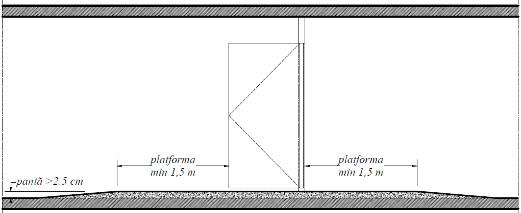 platforma
min 1,5 m
platforma
min 1,5 m
pantă >2.5 cm